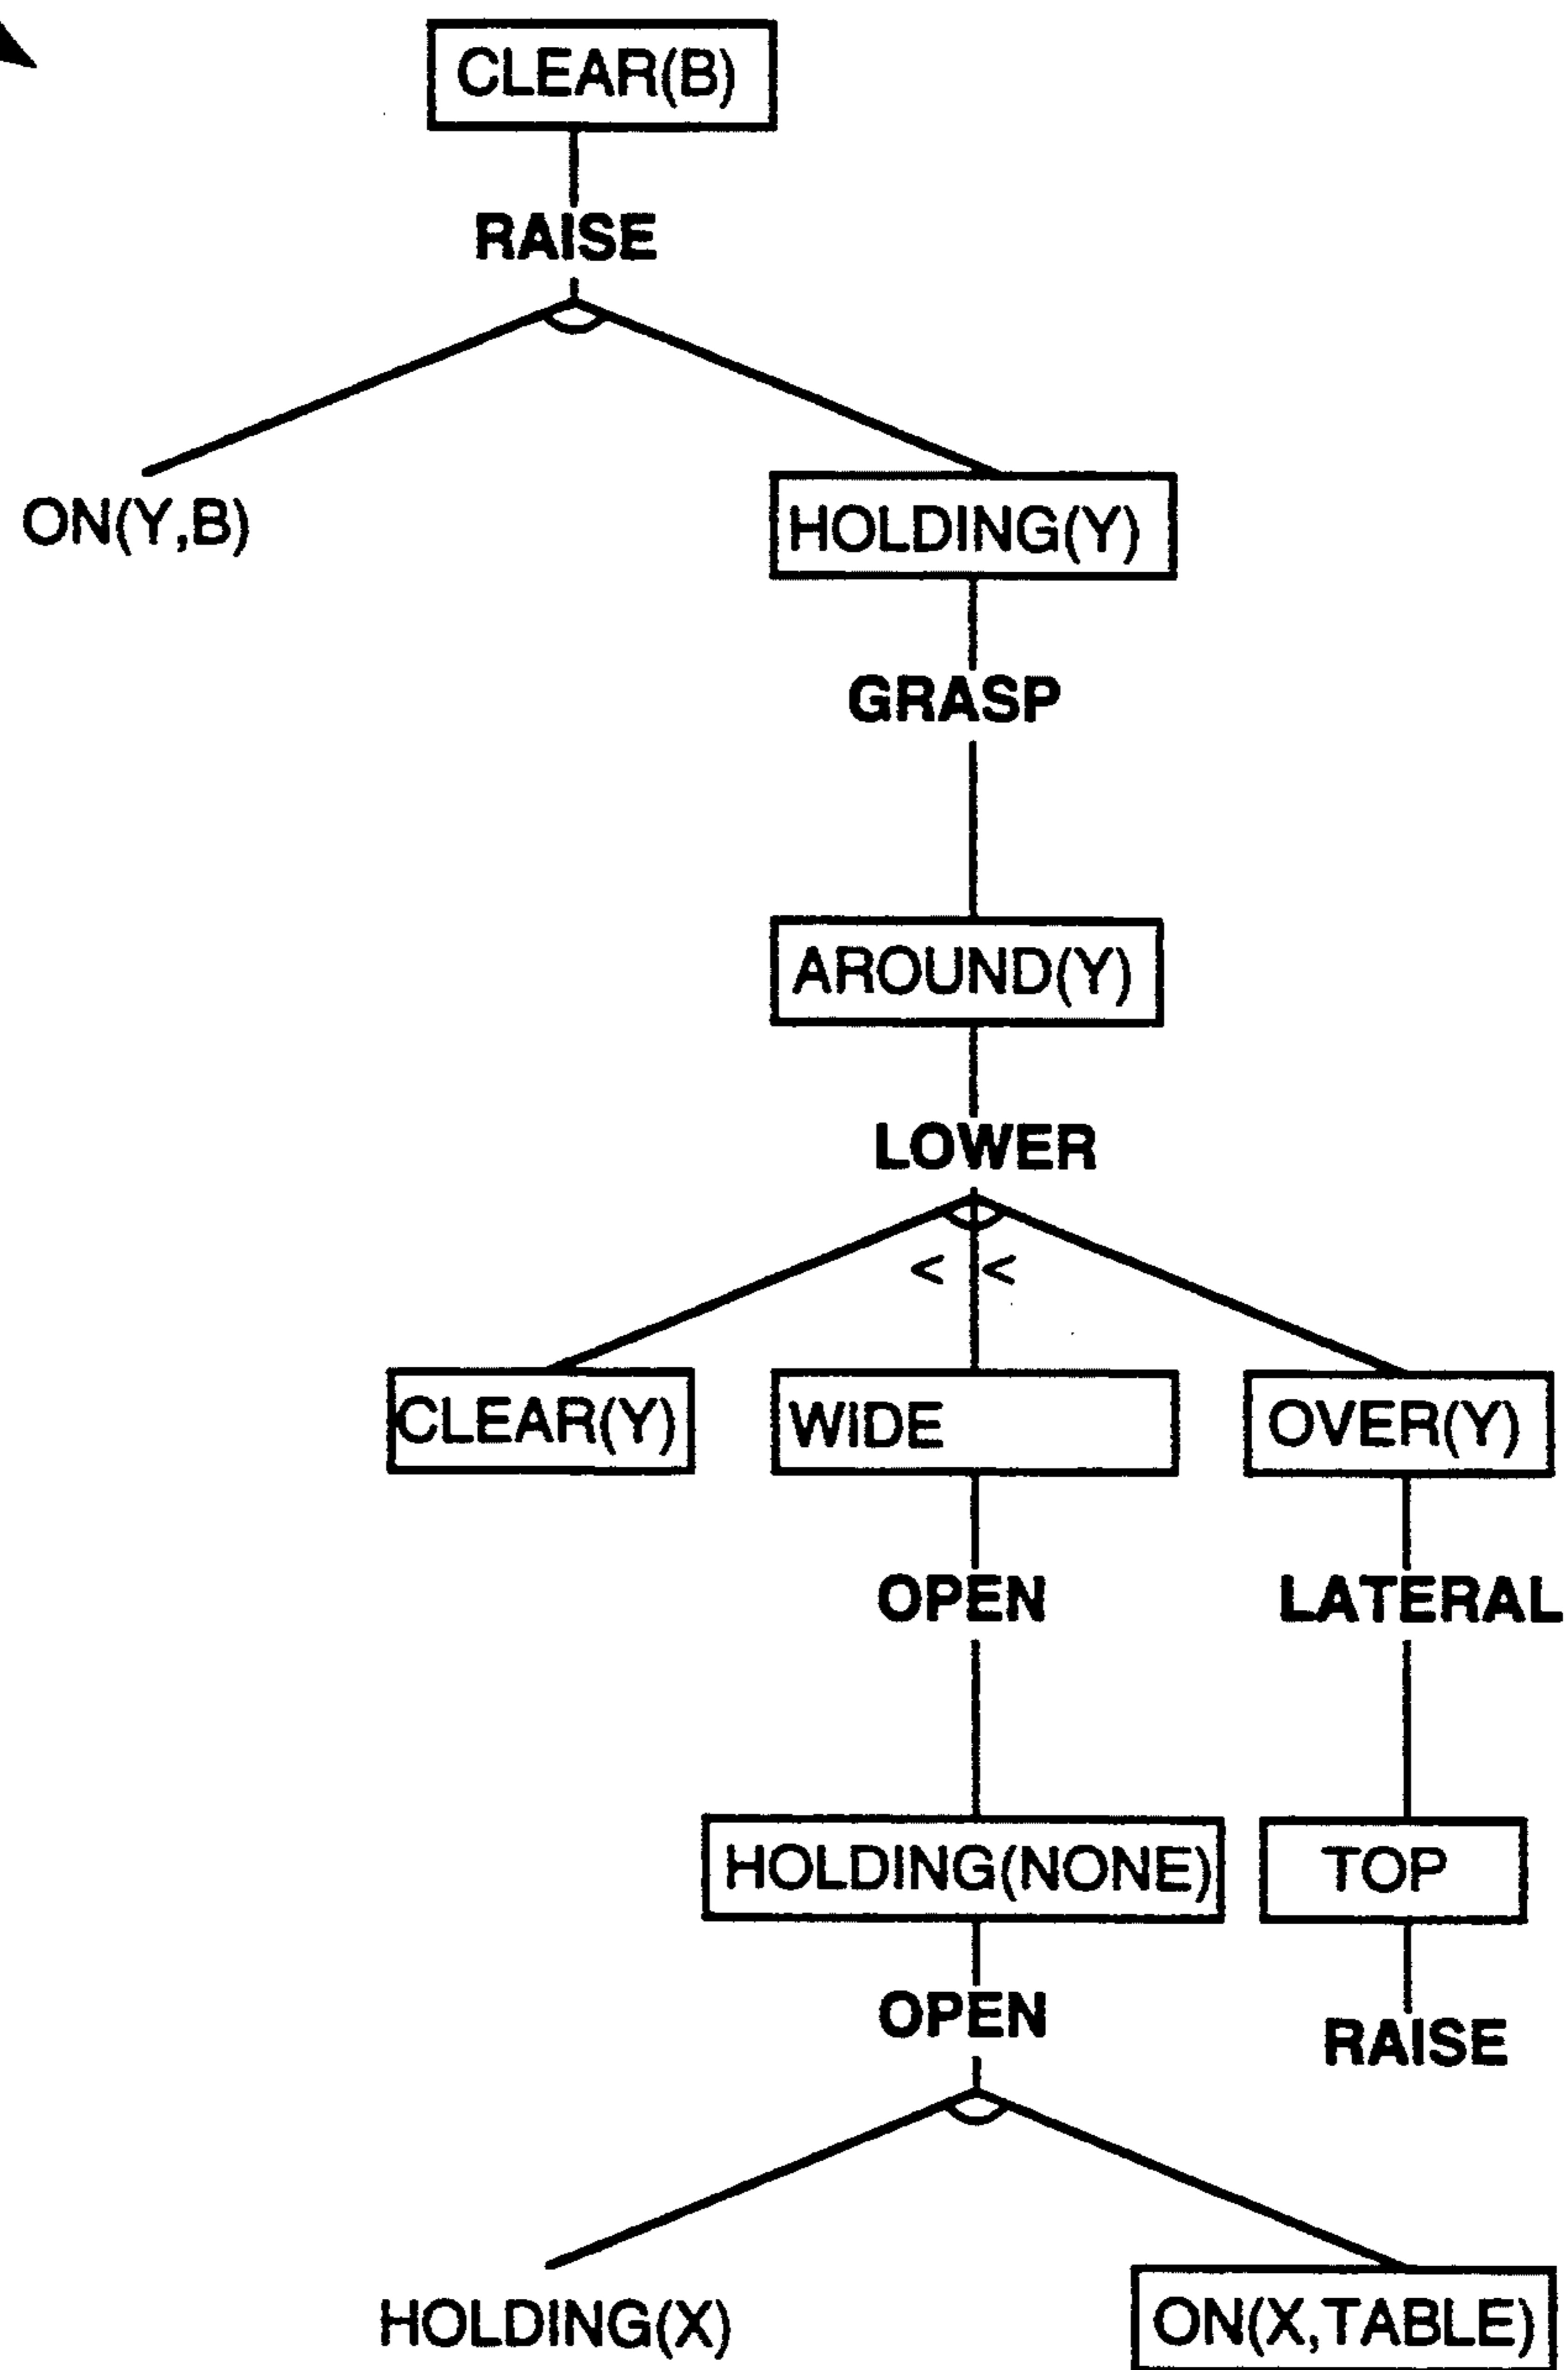 CLEAR(B)
RAISE
ON(Y,B)
HOLDING(Y)
GRASP
AROUND(Y)
LOWER
< <
CLEAR(Y)
WIDE
OVER(Y)
OPEN
LATERAL
HOLDING(NONE)
TOP
OPEN
RAISE
HOLDING(X)
ON(X,TABLE)